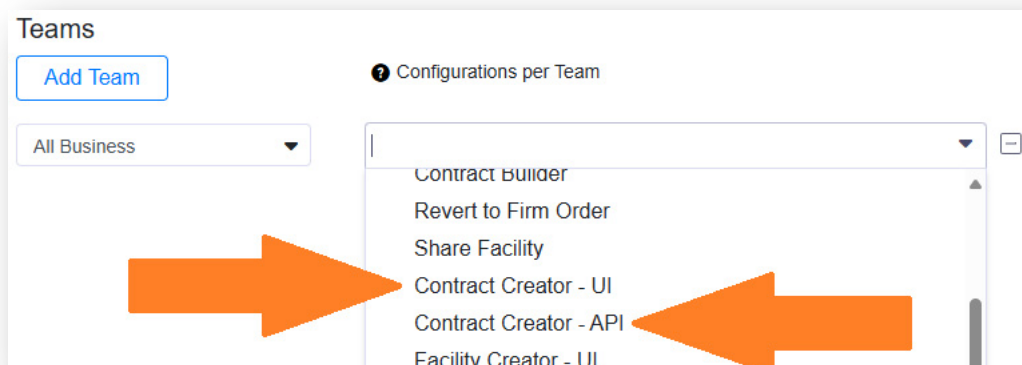 Teams
Add Team
Configurations per Team
All Business
Contract Builder
Revert to Firm Order
Share Facility
Contract Creator - UI
Contract Creator - API
Facility Creator - UI